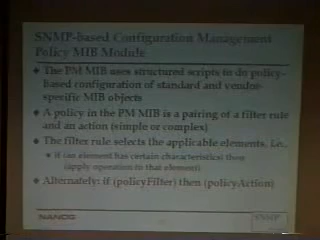 SNMP-based Configuration Management
Policy MIB Module
The PM MIB uses structured scripts to do policy-
based configuration of standard and vendor-
specific MIB objects
A policy in the PM MIB is a pairing of a filter rule
and an action (simple or complex)
The filter rule selects the applicable elements. i.e.,
if (an element has certain characteristics) then
(apply operation to that element)
Alternately: if (policyFilter) then (policyAction)
NANOG
SNMP